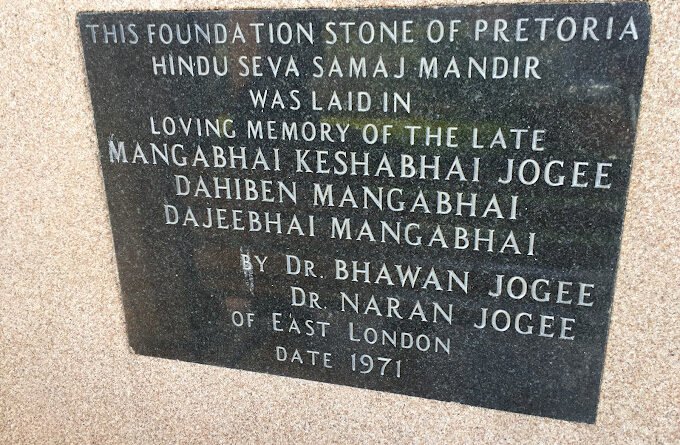 THIS FOUNDATION STONE OF PRETORIA
HINDU SEVA SAMAJ MANDIR
WAS LAID IN
LOVING MEMORY OF THE LATE
MANGABHAI KESHABHAI JOGEE
DAHIBEN MANGABHAI
DAJEEBHAI MANGABHAI
BY DR. BHAWAN JOGEE
DR. NARAN JOGEE
OF EAST LONDON
DATE 1971